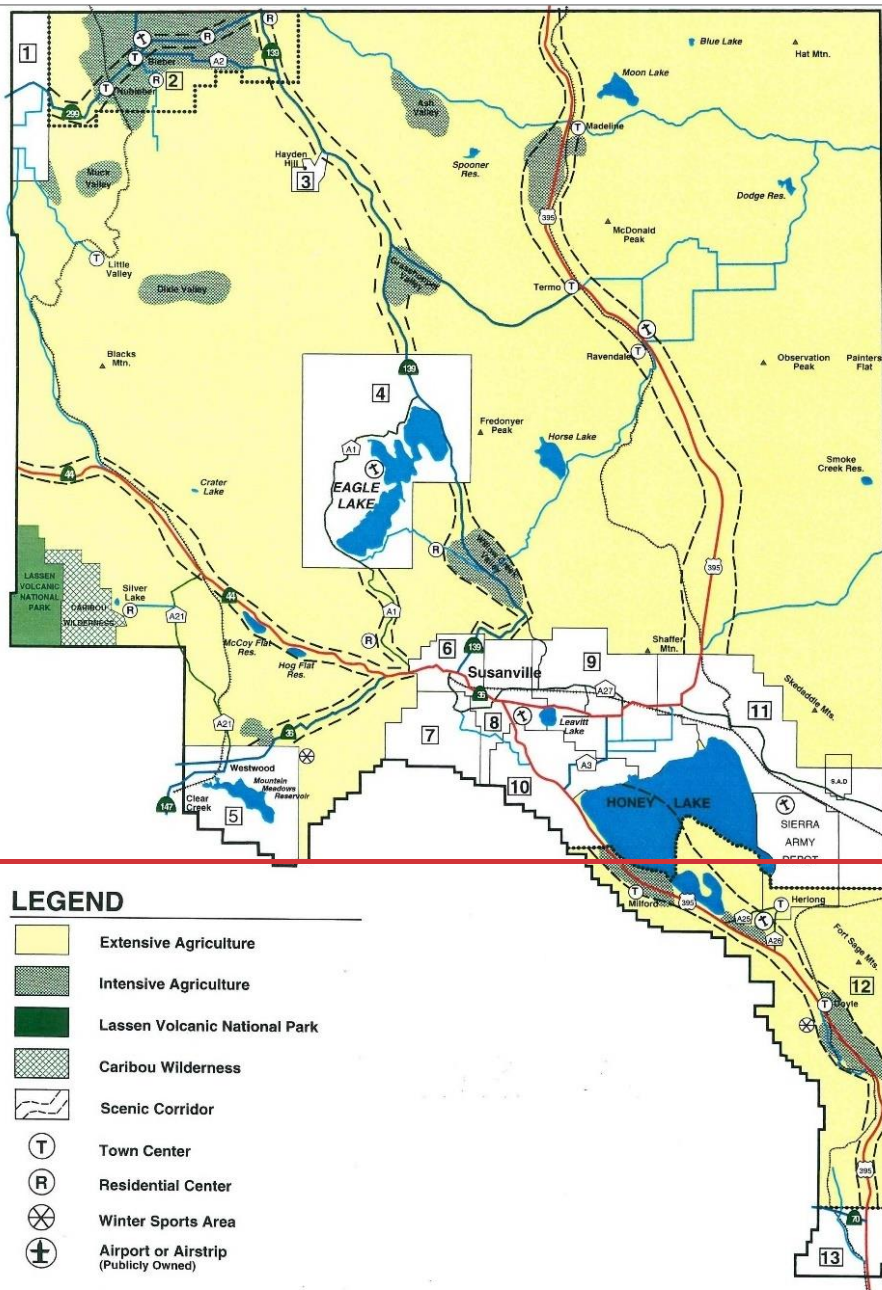 1
139
Bieber
A2
2
Nubieber
299
Blue Lake
Hat Mtn.
Moon Lake
Ash
Valley
Madeline
Hayden
Hill
3
Spooner
Res.
Muck
Valley
Dodge Res.
395
McDonald
Peak
Little
Valley
Grasshopper
Valley
Dixie Valley
Termo
Ravendale
Blacks
Mtn.
Observation
Peak
Painters
Flat
139
4
Fredonyer
Peak
A1
Horse Lake
EAGLE
LAKE
Smoke
Creek Res.
44
Crater
Lake
Willow Creek
Valley
395
LASSEN
VOLCANIC
NATIONAL
PARK
CARIBOU
WILDERNESS
Silver
Lake
A21
44
A1
McCoy Flat
Res.
Hog Flat
Res.
6
139
Susanville
9
Shaffer
Mtn.
Skedaddle Mts.
36
A27
11
A21
36
7
8
Leavitt
Lake
A3
10
Westwood
Mountain
Meadows
Reservoir
147
Clear
Creek
5
HONEY LAKE
S.A.D
SIERRA
ARMY
DEPOT
Milford
395
Herlong
A25
A26
Fort Sage Mts.
12
Doyle
395
70
13
LEGEND
Extensive Agriculture
Intensive Agriculture
Lassen Volcanic National Park
Caribou Wilderness
Scenic Corridor
T Town Center
R Residential Center
Winter Sports Area
Airport or Airstrip
(Publicly Owned)